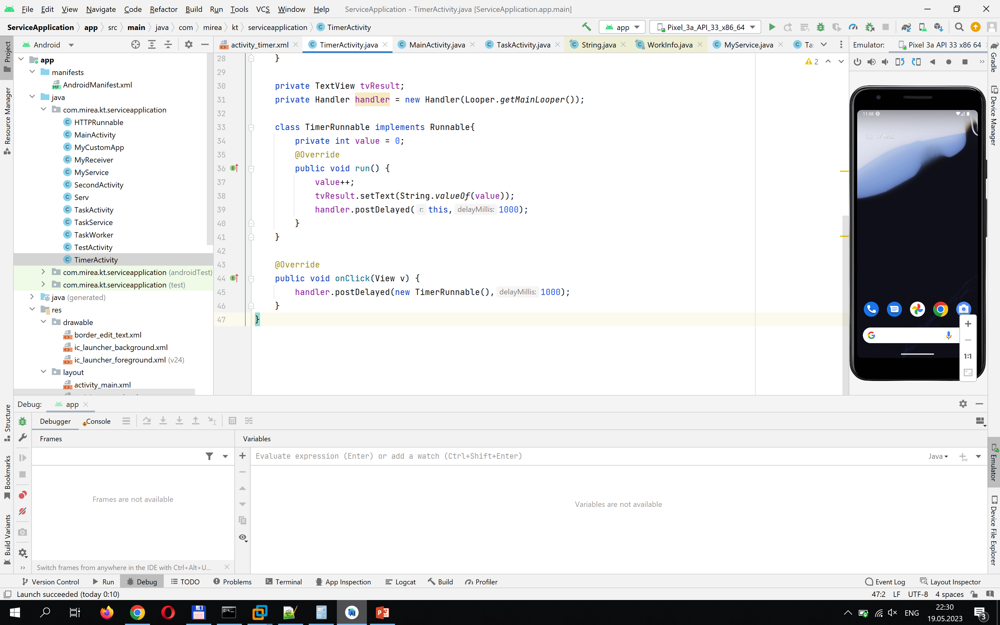 File Edit View Navigate Code Refactor Build Run Tools VCS Window Help ServiceApplication - TimerActivity.java [ServiceApplication.app.main]
ServiceApplication app src main java com mirea kt serviceapplication TimerActivity app Pixel_3a_API_33_x86_64
Android
activity_timer.xml TimerActivity.java MainActivity.java TaskActivity.java String.java WorkInfo.java MyService.java Ta
Emulator: Pixel 3a API 33 x86 64
Project
Resource Manager
Structure
Bookmarks
Build Variants
app
manifests
AndroidManifest.xml
java
com.mirea.kt.serviceapplication
HTTPRunnable
MainActivity
MyCustomApp
MyReceiver
MyService
SecondActivity
Serv
TaskActivity
TaskService
TaskWorker
TestActivity
TimerActivity
com.mirea.kt.serviceapplication (androidTest)
com.mirea.kt.serviceapplication (test)
java (generated)
res
drawable
border_edit_text.xml
ic_launcher_background.xml
ic_launcher_foreground.xml (v24)
layout
activity_main.xml
2
28 }
29
30 private TextView tvResult;
31 private Handler handler = new Handler(Looper.getMainLooper());
32
33 class TimerRunnable implements Runnable{
34 private int value = 0;
35 @Override
36 public void run() {
37 value++;
38 tvResult.setText(String.valueOf(value));
39 handler.postDelayed( r: this, delayMillis: 1000);
40 }
41 }
42
43 @Override
44 public void onClick(View v) {
45 handler.postDelayed(new TimerRunnable(), delayMillis: 1000);
46 }
47 }
11:08
Ср, 17 мая
1:1
Gradle
Device Manager
Emulator
Device File Explorer
Debug: app
Debugger Console
Frames
Variables
Evaluate expression (Enter) or add a watch (Ctrl+Shift+Enter)
Java
Frames are not available
Variables are not available
Switch frames from anywhere in the IDE with Ctrl+Alt+U...
Version Control Run Debug TODO Problems Terminal App Inspection Logcat Build Profiler Event Log Layout Inspector
Launch succeeded (today 0:10)
47:2 LF UTF-8 4 spaces
ENG
22:30
19.05.2023
3